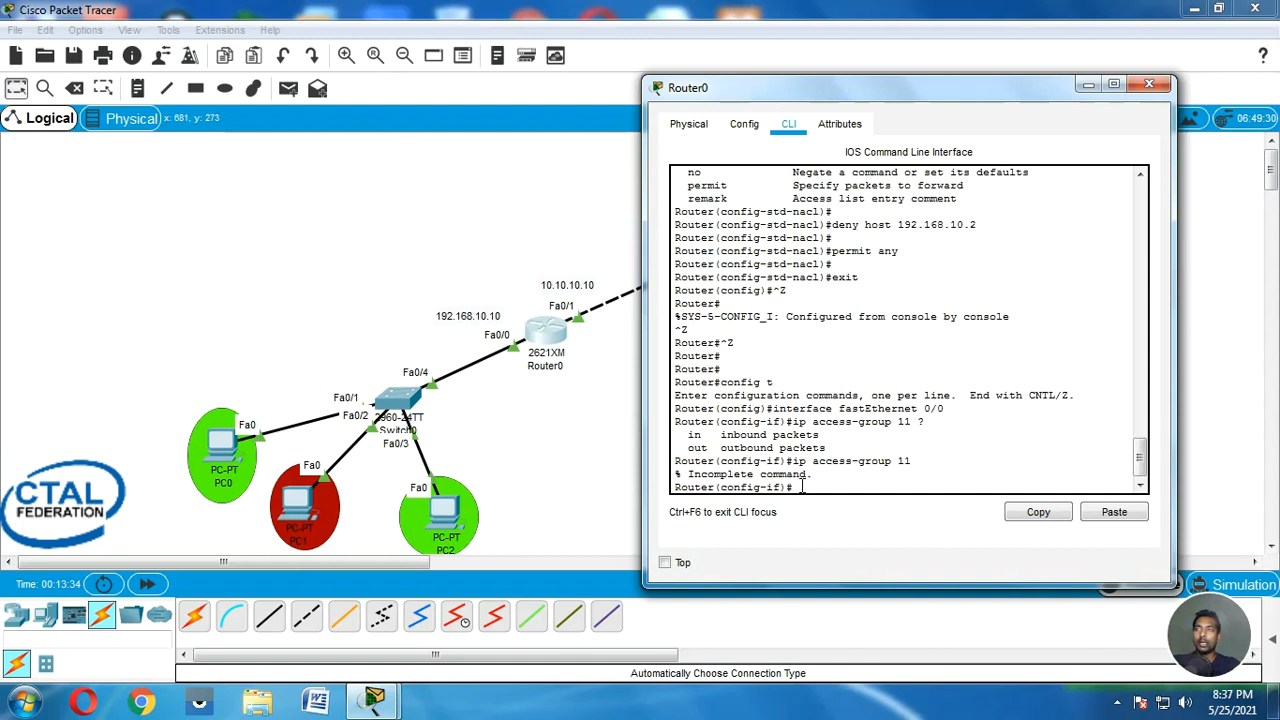 Cisco Packet Tracer
File Edit Options View Tools Extensions Help
Logical Physical x: 681, y: 273
06:49:30
Router0
Physical Config CLI Attributes
IOS Command Line Interface
no Negate a command or set its defaults
permit Specify packets to forward
remark Access list entry comment
Router(config-std-nacl)#
Router(config-std-nacl)#deny host 192.168.10.2
Router(config-std-nacl)#
Router(config-std-nacl)#permit any
Router(config-std-nacl)#
Router(config-std-nacl)#exit
Router(config)#^Z
Router#
%SYS-5-CONFIG_I: Configured from console by console
^Z
Router#^Z
Router#
Router#
Router#config t
Enter configuration commands, one per line. End with CNTL/Z.
Router(config)#interface fastEthernet 0/0
Router(config-if)#ip access-group 11 ?
in inbound packets
out outbound packets
Router(config-if)#ip access-group 11
% Incomplete command.
Router(config-if)#
Ctrl+F6 to exit CLI focus
Copy Paste
Top
10.10.10.10
Fa0/1
192.168.10.10
Fa0/0
2621XM
Router0
Fa0/4
Fa0/1
Fa0/2
2960-24TT
Switch0
Fa0/3
Fa0
PC-PT
PC0
Fa0
PC-PT
PC1
Fa0
PC-PT
PC2
CTAL
FEDERATION
Time: 00:13:34
Simulation
Automatically Choose Connection Type
8:37 PM
5/25/2021